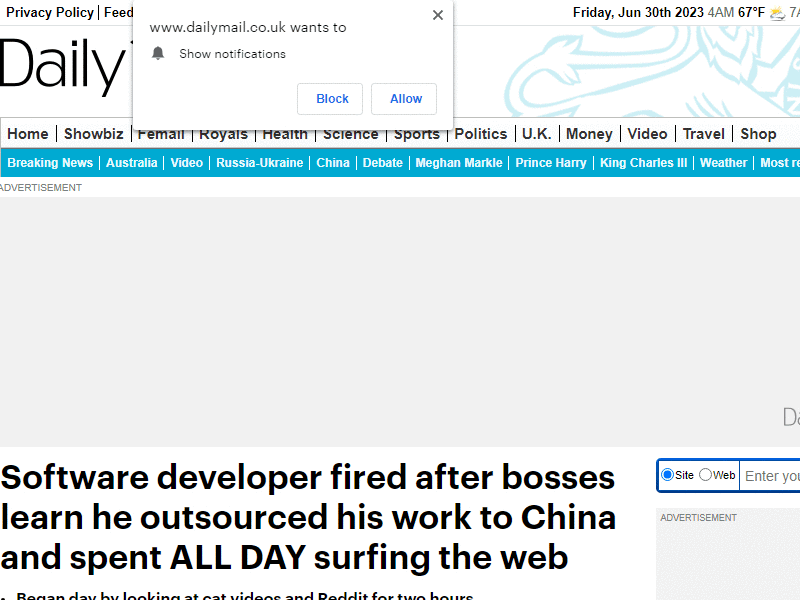 Privacy Policy | Feed
www.dailymail.co.uk wants to
Show notifications
Block Allow
Friday, Jun 30th 2023 4AM 67°F
Daily
Home Showbiz Femail Royals Health Science Sports Politics U.K. Money Video Travel Shop
Breaking News Australia Video Russia-Ukraine China Debate Meghan Markle Prince Harry King Charles III Weather Most
ADVERTISEMENT
Software developer fired after bosses
learn he outsourced his work to China
and spent ALL DAY surfing the web
Began day by looking at cat videos and Reddit for two hours
Site Web Enter
ADVERTISEMENT